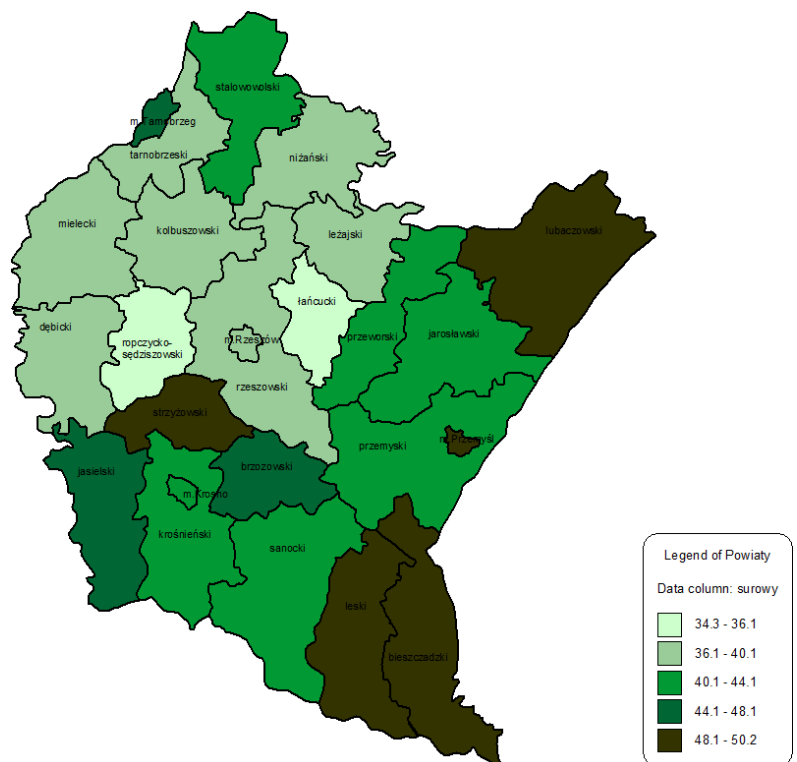 stalowowolski
m.Tarnobrzeg
tarnobrzeski
niżański
mielecki
kolbuszowski
leżajski
lubaczowski
łańcucki
dębicki
ropczycko-
sędziszowski
m.Rzeszów
przeworski
jarosławski
rzeszowski
strzyżowski
przemyski
m.Przemyśl
jasielski
brzozowski
m.Krosno
krośnieński
sanocki
leski
bieszczadzki
Legend of Powiaty
Data column: surowy
34.3 - 36.1
36.1 - 40.1
40.1 - 44.1
44.1 - 48.1
48.1 - 50.2